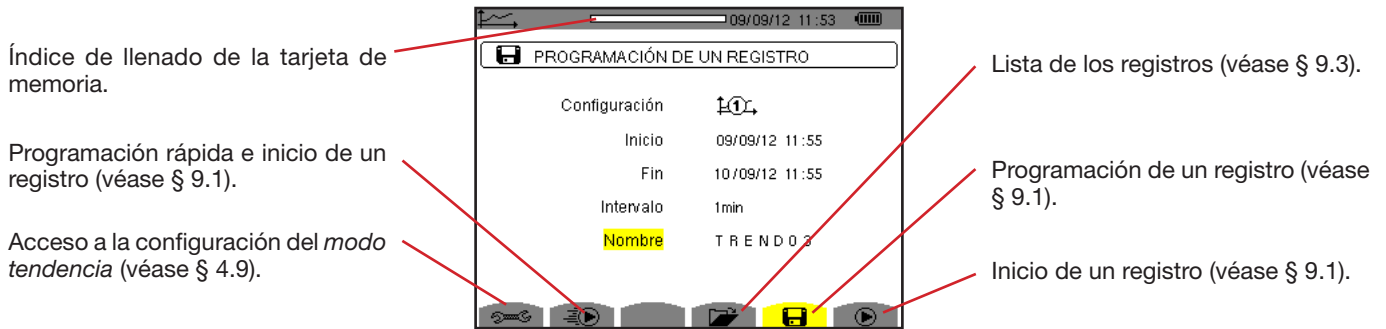 Índice de llenado de la tarjeta de
memoria.
Programación rápida e inicio de un
registro (véase § 9.1).
Acceso a la configuración del modo
tendencia (véase § 4.9).
09/09/12 11:53
PROGRAMACIÓN DE UN REGISTRO
Configuración 1
Inicio 09/09/12 11:55
Fin 10/09/12 11:55
Intervalo 1min
Nombre TREND03
Lista de los registros (véase § 9.3).
Programación de un registro (véase
§ 9.1).
Inicio de un registro (véase § 9.1).